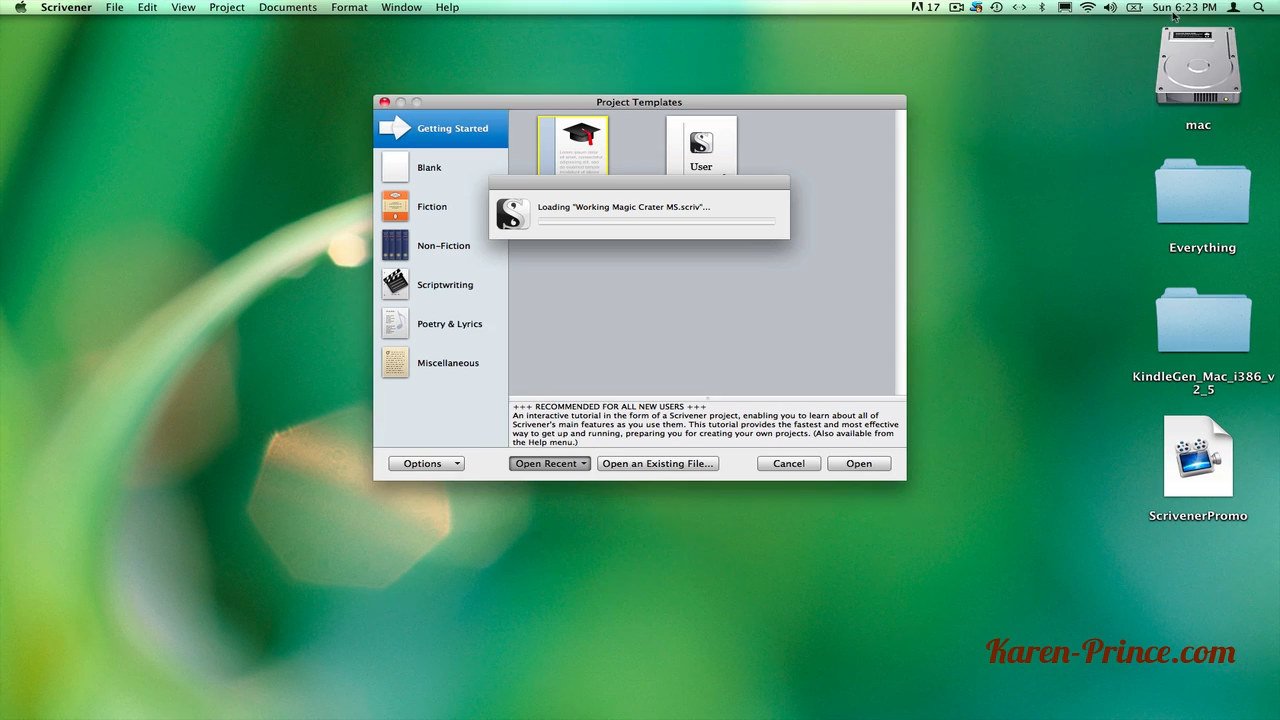 Scrivener File Edit View Project Documents Format Window Help 17 Sun 6:23 PM
Project Templates
Getting Started
Blank
Fiction
Non-Fiction
Scriptwriting
Poetry & Lyrics
Miscellaneous
User
Loading "Working Magic Crater MS.scriv"...
+++ RECOMMENDED FOR ALL NEW USERS +++
An interactive tutorial in the form of a Scrivener project, enabling you to learn about all of
Scrivener's main features as you use them. This tutorial provides the fastest and most effective
way to get up and running, preparing you for creating your own projects. (Also available from
the Help menu.)
Options Open Recent Open an Existing File... Cancel Open
mac
Everything
KindleGen_Mac_i386_v
2_5
ScrivenerPromo
Karen-Prince.com